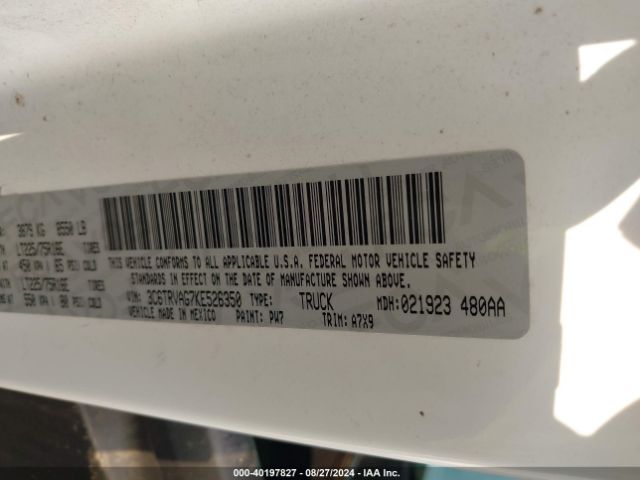 3879 KG 8550 LB
LT225/75R16E TIRES
450 KPA | 65 PSI COLD
LT225/75R16E TIRES
550 KPA | 80 PSI COLD
THIS VEHICLE CONFORMS TO ALL APPLICABLE U.S.A. FEDERAL MOTOR VEHICLE SAFETY
STANDARDS IN EFFECT ON THE DATE OF MANUFACTURE SHOWN ABOVE.
VIN: 3C6TRVAG7KE526350 TYPE: TRUCK MDH: 021923 480AA
VEHICLE MADE IN MEXICO PAINT: PW7 TRIM: A7X9
000-40197827 - 08/27/2024 - IAA Inc.